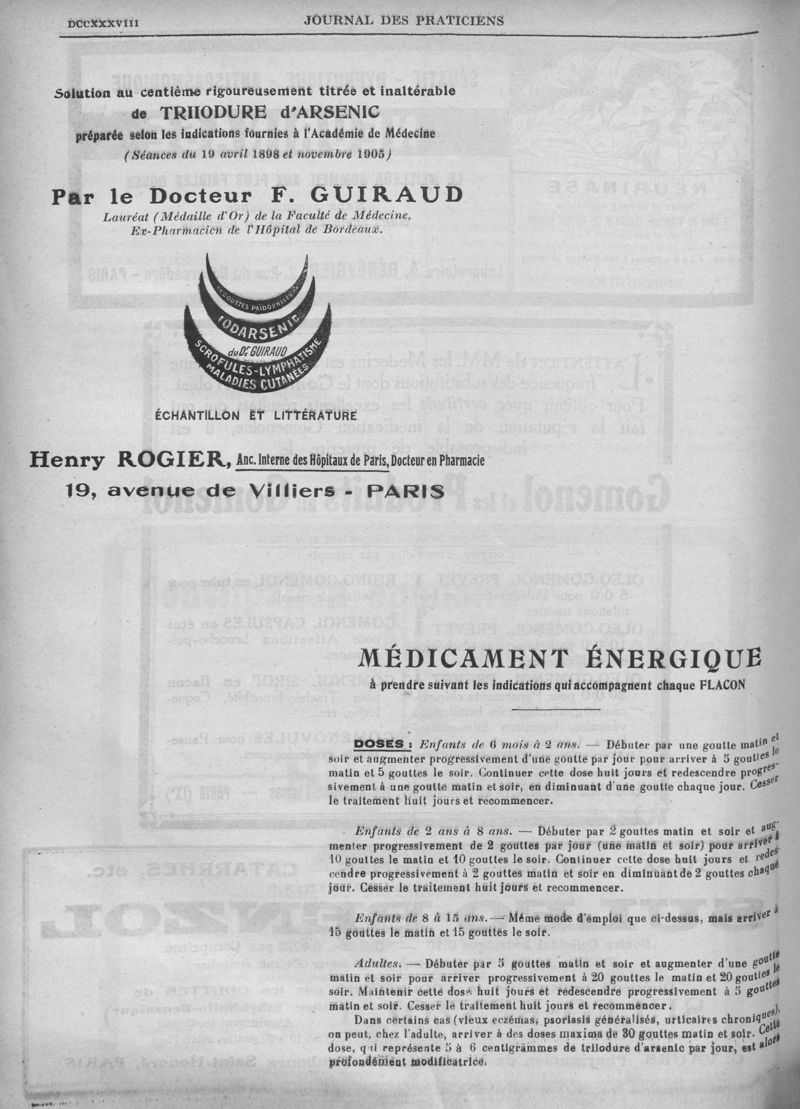 DCCXXXVIII
JOURNAL DES PRATICIENS
Solution au centième rigoureusement titrée et inaltérable
de TRIIODURE d'ARSENIC
préparée selon les indications fournies à l'Académie de Médecine
(Séances du 19 avril 1898 et novembre 1905)
Par le Docteur F. GUIRAUD
Lauréat (Médaille d'Or) de la Faculté de Médecine,
Ex-Pharmacien de l'Hôpital de Bordeaux.
GOUTTES PAÏDOPHILES
IODARSENIC
du Dr GUIRAUD
SCROFULES-LYMPHATISME
MALADIES CUTANÉES
ÉCHANTILLON ET LITTÉRATURE
Henry ROGIER, Anc. Interne des Hôpitaux de Paris, Docteur en Pharmacie
19, avenue de Villiers - PARIS
MÉDICAMENT ÉNERGIQUE
à prendre suivant les indications qui accompagnent chaque FLACON
DOSES : Enfants de 6 mois à 2 ans. — Débuter par une goutte matin et
soir et augmenter progressivement d'une goutte par jour pour arriver à 5 gouttes le
matin et 5 gouttes le soir. Continuer cette dose huit jours et redescendre progres-
sivement à une goutte matin et soir, en diminuant d'une goutte chaque jour. Cesser
le traitement huit jours et recommencer.
Enfants de 2 ans à 8 ans. — Débuter par 2 gouttes matin et soir et aug-
menter progressivement de 2 gouttes par jour (une matin et soir) pour arriver à
10 gouttes le matin et 10 gouttes le soir. Continuer cette dose huit jours et redes-
cendre progressivement à 2 gouttes matin et soir en diminuant de 2 gouttes chaque
jour. Cesser le traitement huit jours et recommencer.
Enfants de 8 à 15 ans. — Même mode d'emploi que ci-dessus, mais arriver à
15 gouttes le matin et 15 gouttes le soir.
Adultes. — Débuter par 5 gouttes matin et soir et augmenter d'une goutte
matin et soir pour arriver progressivement à 20 gouttes le matin et 20 gouttes le
soir. Maintenir cette dose huit jours et redescendre progressivement à 5 gouttes
matin et soir. Cesser le traitement huit jours et recommencer.
Dans certains cas (vieux eczémas, psoriasis généralisés, urticaires chroniques),
on peut, chez l'adulte, arriver à des doses maxima de 30 gouttes matin et soir. Cette
dose, qui représente 5 à 6 centigrammes de triiodure d'arsenic par jour, est alors
profondément modificatrice.